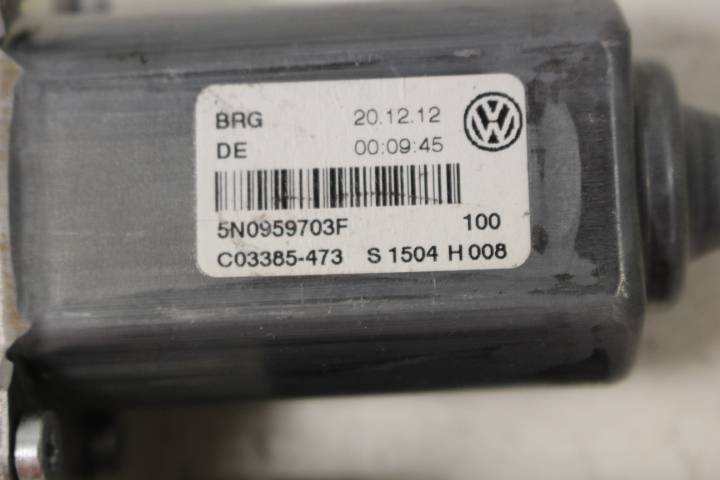 BRG 20.12.12
DE 00:09:45
5N0959703F 100
C03385-473 S 1504 H 008